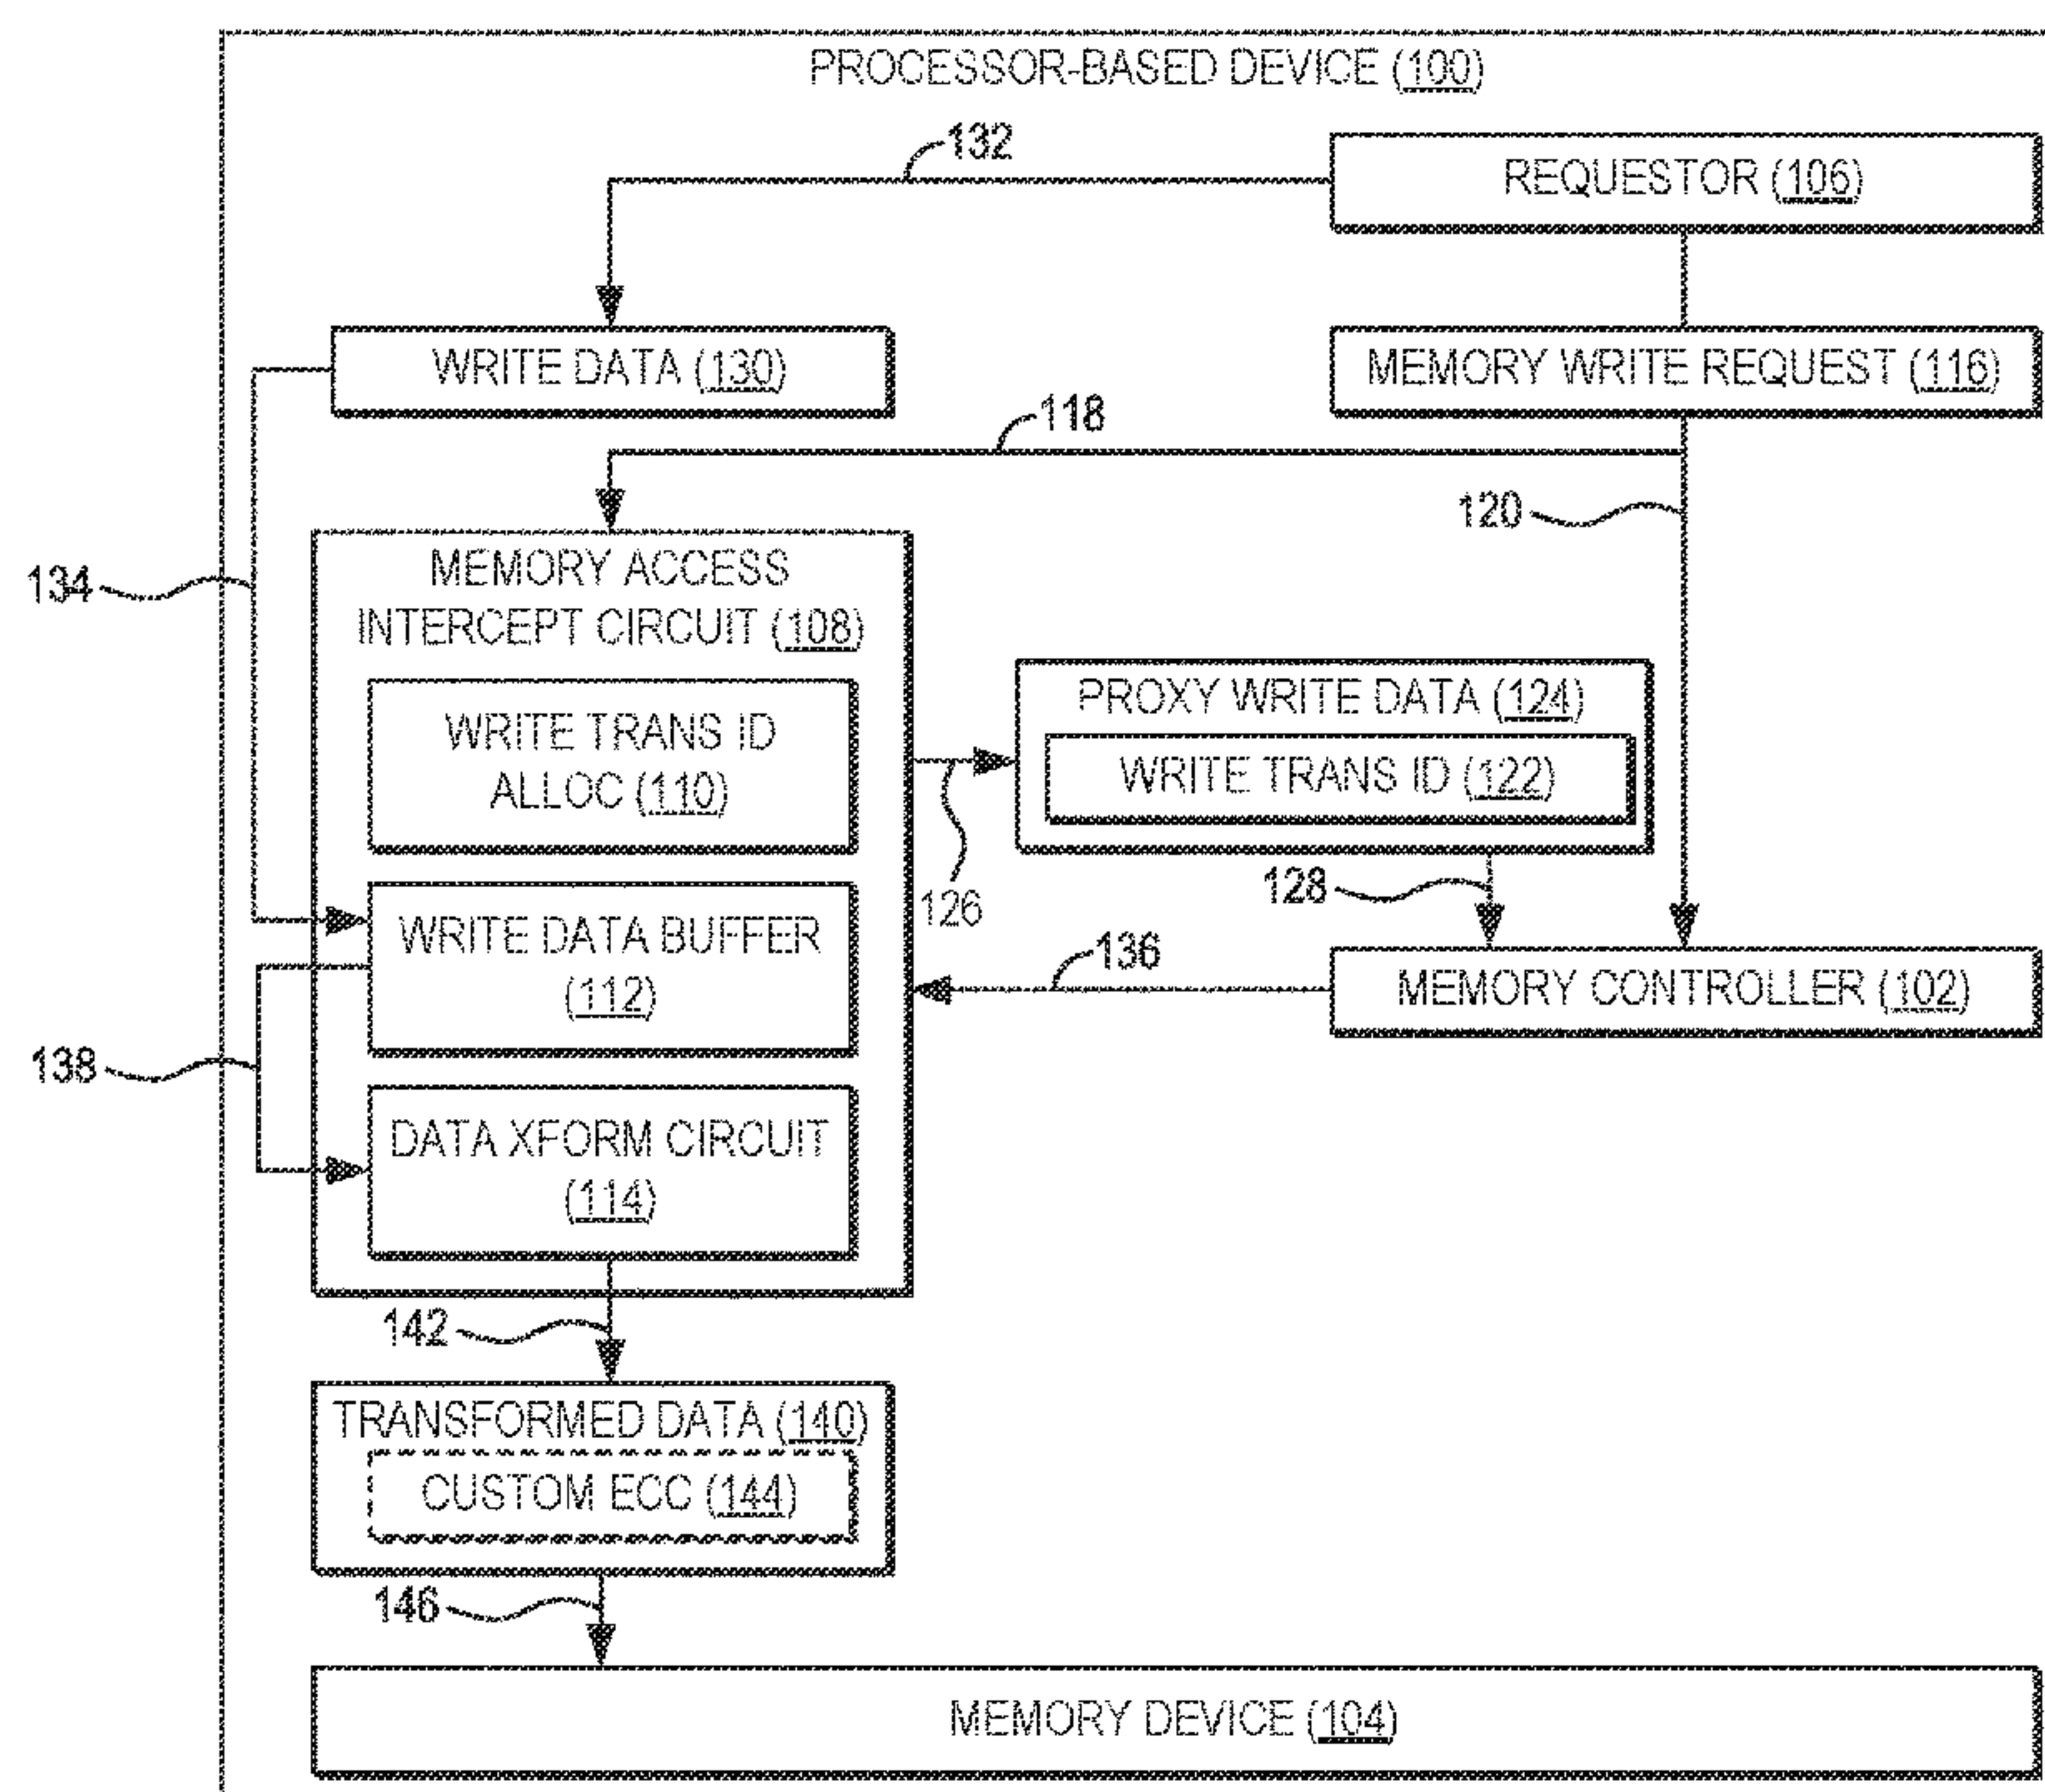 PROCESSOR-BASED DEVICE (100)
132
REQUESTOR (106)
WRITE DATA (130)
MEMORY WRITE REQUEST (116)
118
120
134
MEMORY ACCESS
INTERCEPT CIRCUIT (108)
WRITE TRANS ID
ALLOC (110)
PROXY WRITE DATA (124)
WRITE TRANS ID (122)
126
128
WRITE DATA BUFFER
(112)
136
MEMORY CONTROLLER (102)
138
DATA XFORM CIRCUIT
(114)
142
TRANSFORMED DATA (140)
CUSTOM ECC (144)
146
MEMORY DEVICE (104)